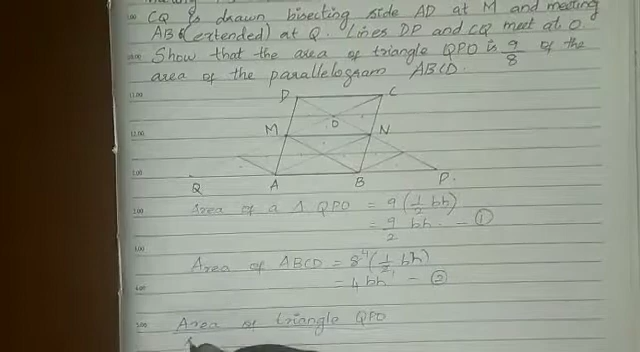 CQ is drawn bisecting side AD at M and meeting
AB (extended) at Q. Lines DP and CQ meet at O.
Show that the area of triangle QPO is 9/8 of the
area of the parallelogram ABCD.
D C
O
M N
Q A B P
Area of a Δ QPO = 9(1/2 bh)
= 9/2 bh - ①
Area of ABCD = 8⁴(1/2 bh)
= 4bh - ②
Area of triangle QPO